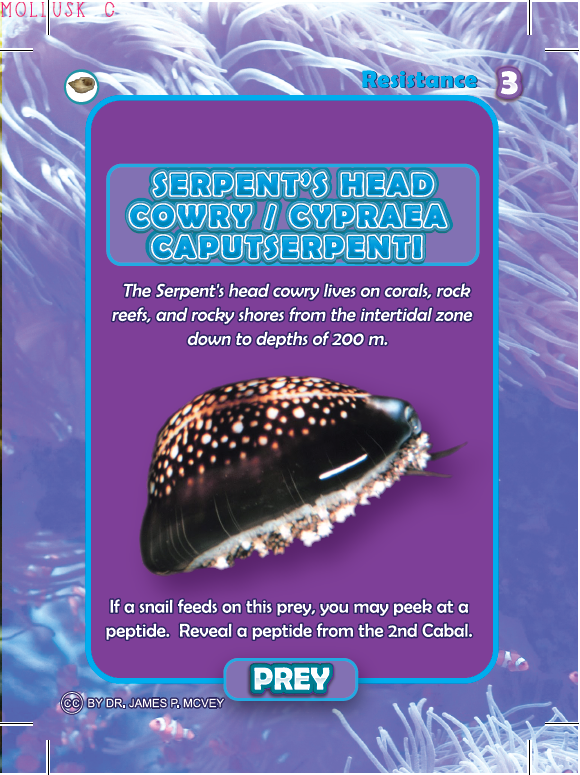 MOLLUSK C
Resistance 3
SERPENT'S HEAD
COWRY / CYPRAEA
CAPUTSERPENTI
The Serpent's head cowry lives on corals, rock
reefs, and rocky shores from the intertidal zone
down to depths of 200 m.
If a snail feeds on this prey, you may peek at a
peptide. Reveal a peptide from the 2nd Cabal.
PREY
CC BY DR. JAMES P. MCVEY